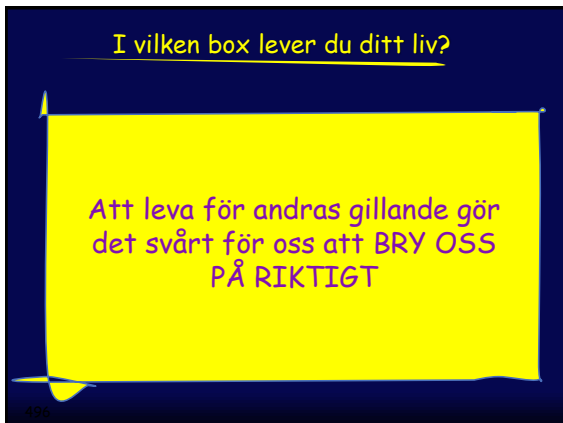 I vilken box lever du ditt liv?
Att leva för andras gillande gör
det svårt för oss att BRY OSS
PÅ RIKTIGT
496